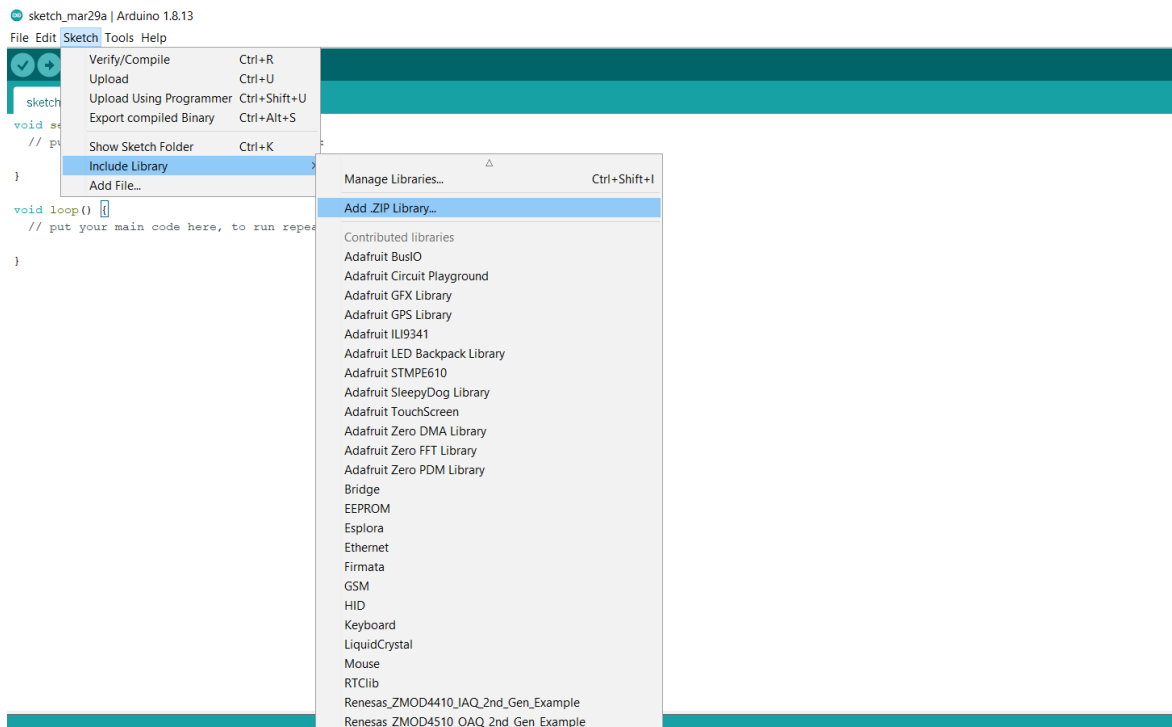 sketch_mar29a | Arduino 1.8.13
File Edit Sketch Tools Help
Verify/Compile Ctrl+R
Upload Ctrl+U
Upload Using Programmer Ctrl+Shift+U
Export compiled Binary Ctrl+Alt+S
Show Sketch Folder Ctrl+K
Include Library >
Add File...
sketch
void se
// pu
}
void loop() {
// put your main code here, to run repea
}
Manage Libraries... Ctrl+Shift+I
Add .ZIP Library...
Contributed libraries
Adafruit BusIO
Adafruit Circuit Playground
Adafruit GFX Library
Adafruit GPS Library
Adafruit ILI9341
Adafruit LED Backpack Library
Adafruit STMPE610
Adafruit SleepyDog Library
Adafruit TouchScreen
Adafruit Zero DMA Library
Adafruit Zero FFT Library
Adafruit Zero PDM Library
Bridge
EEPROM
Esplora
Ethernet
Firmata
GSM
HID
Keyboard
LiquidCrystal
Mouse
RTClib
Renesas_ZMOD4410_IAQ_2nd_Gen_Example
Renesas_ZMOD4510_OAQ_2nd_Gen_Example